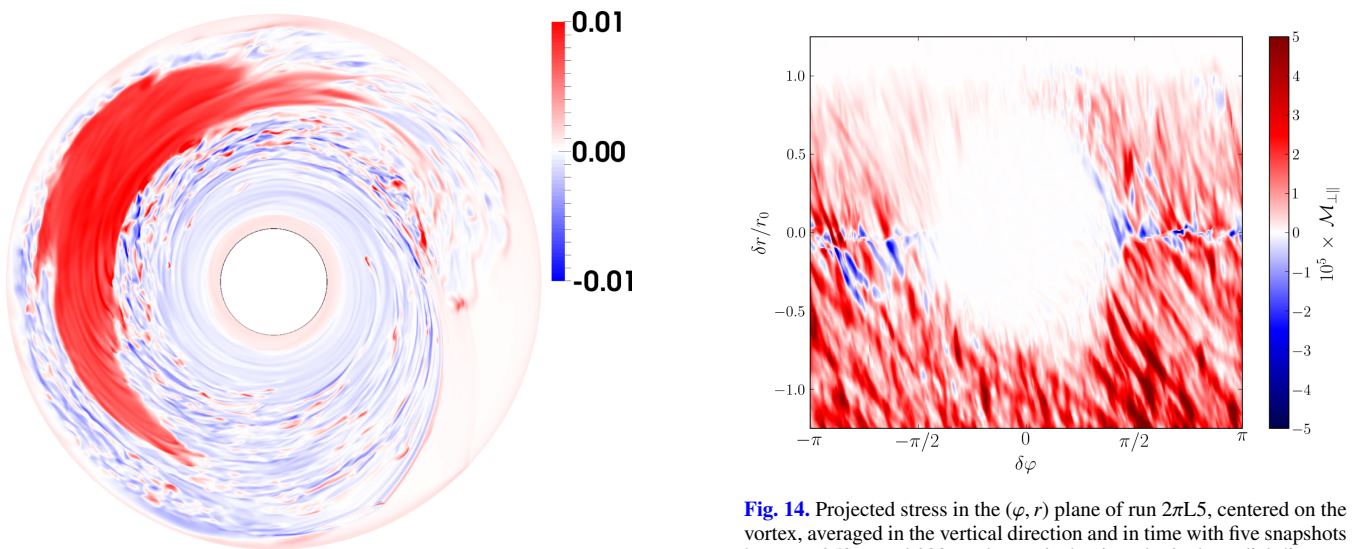 0.01
0.00
-0.01
1.0
0.5
0.0
−0.5
−1.0
δr/r₀
−π
−π/2
0
π/2
π
δφ
5
4
3
2
1
0
−1
−2
−3
−4
−5
10⁵ × ℳ⊥∥
Fig. 14. Projected stress in the (φ, r) plane of run 2πL5, centered on the
vortex, averaged in the vertical direction and in time with five snapshots